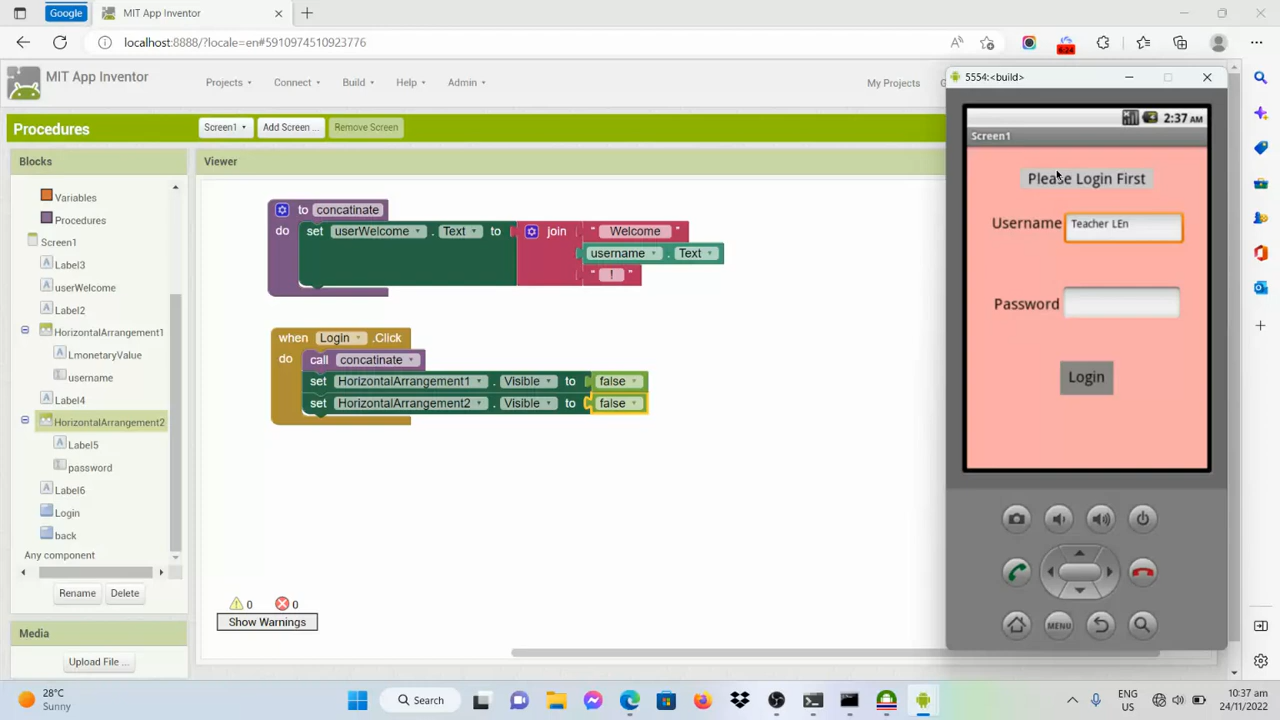 Google
MIT App Inventor
localhost:8888/?locale=en#5910974510923776
MIT App Inventor
Projects
Connect
Build
Help
Admin
My Projects
G
Procedures
Screen1
Add Screen ...
Remove Screen
Blocks
Variables
Procedures
Screen1
Label3
userWelcome
Label2
HorizontalArrangement1
LmonetaryValue
username
Label4
HorizontalArrangement2
Label5
password
Label6
Login
back
Any component
Rename
Delete
Media
Upload File ...
Viewer
to concatinate
do set userWelcome . Text to join " Welcome "
username . Text
" ! "
when Login .Click
do call concatinate
set HorizontalArrangement1 . Visible to false
set HorizontalArrangement2 . Visible to false
0 0
Show Warnings
5554:<build>
2:37 AM
Screen1
Please Login First
Username Teacher LEn
Password
Login
MENU
28°C
Sunny
Search
ENG
US
10:37 am
24/11/2022